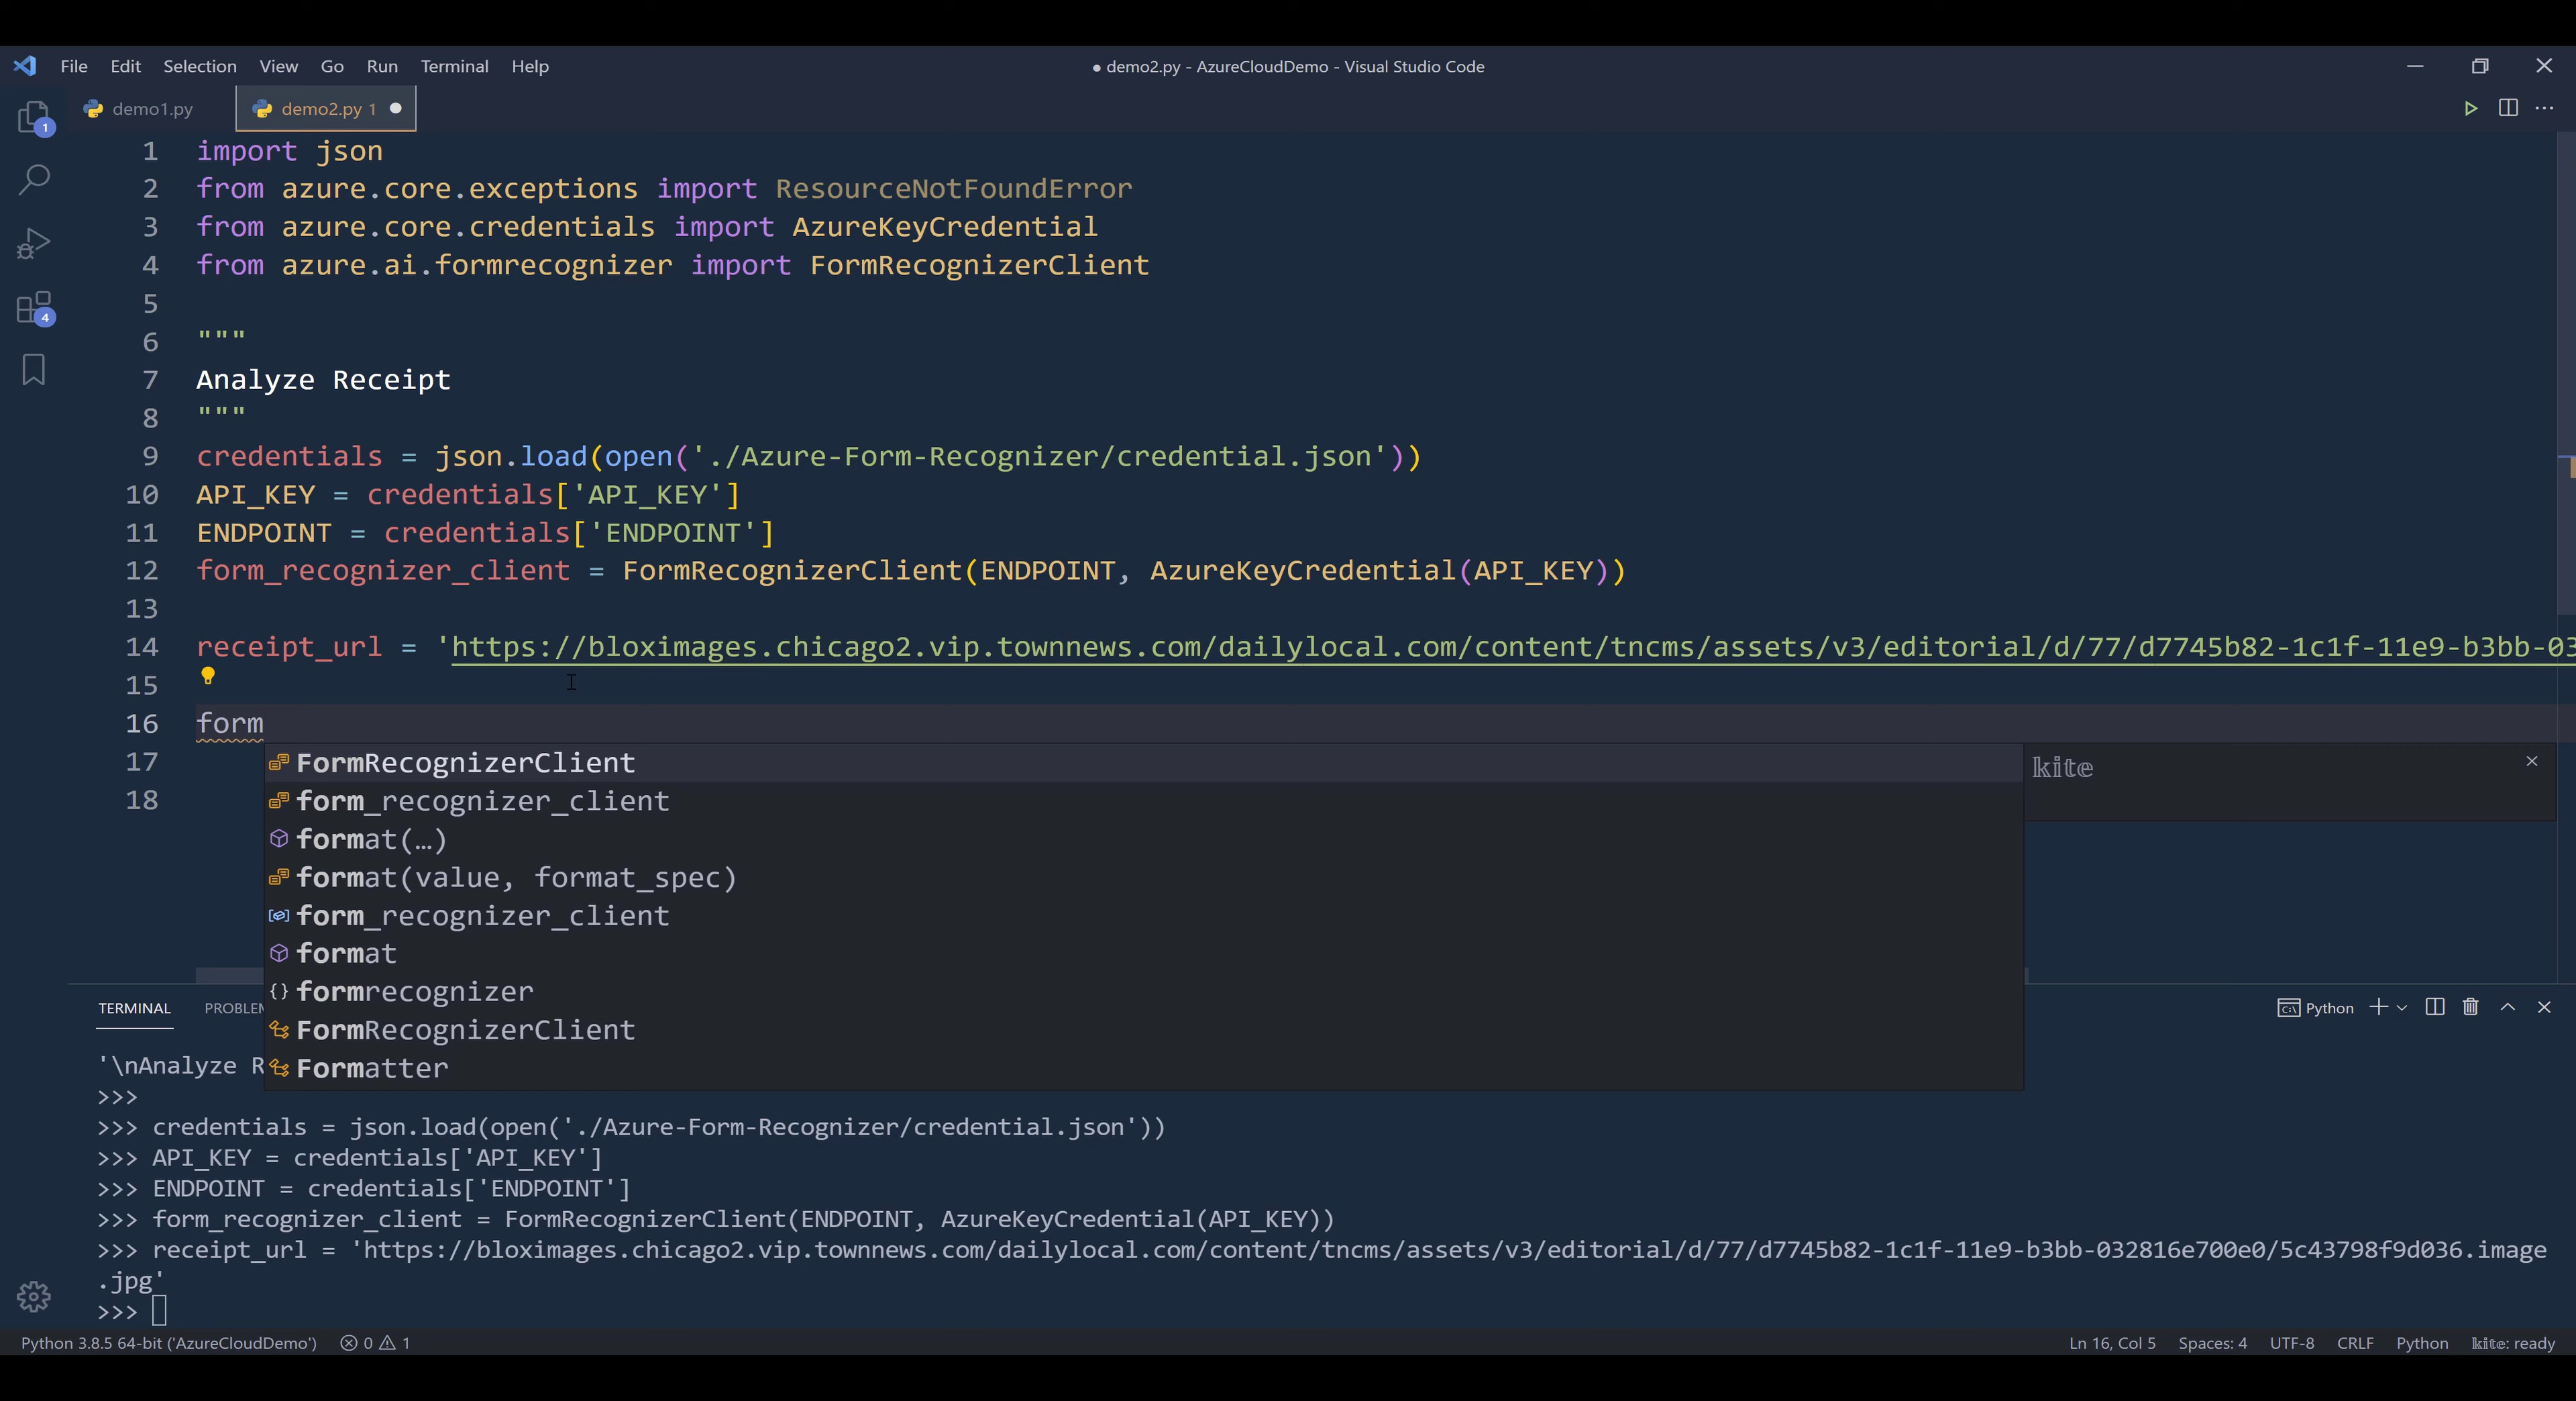 File Edit Selection View Go Run Terminal Help
● demo2.py - AzureCloudDemo - Visual Studio Code
demo1.py
demo2.py 1
1
4
1 import json
2 from azure.core.exceptions import ResourceNotFoundError
3 from azure.core.credentials import AzureKeyCredential
4 from azure.ai.formrecognizer import FormRecognizerClient
5
6 """
7 Analyze Receipt
8 """
9 credentials = json.load(open('./Azure-Form-Recognizer/credential.json'))
10 API_KEY = credentials['API_KEY']
11 ENDPOINT = credentials['ENDPOINT']
12 form_recognizer_client = FormRecognizerClient(ENDPOINT, AzureKeyCredential(API_KEY))
13
14 receipt_url = 'https://bloximages.chicago2.vip.townnews.com/dailylocal.com/content/tncms/assets/v3/editorial/d/77/d7745b82-1c1f-11e9-b3bb-03
15
16 form
17
18
FormRecognizerClient
form_recognizer_client
format(…)
format(value, format_spec)
form_recognizer_client
format
formrecognizer
FormRecognizerClient
Formatter
kite
TERMINAL PROBLEM
Python
'\nAnalyze R
>>>
>>> credentials = json.load(open('./Azure-Form-Recognizer/credential.json'))
>>> API_KEY = credentials['API_KEY']
>>> ENDPOINT = credentials['ENDPOINT']
>>> form_recognizer_client = FormRecognizerClient(ENDPOINT, AzureKeyCredential(API_KEY))
>>> receipt_url = 'https://bloximages.chicago2.vip.townnews.com/dailylocal.com/content/tncms/assets/v3/editorial/d/77/d7745b82-1c1f-11e9-b3bb-032816e700e0/5c43798f9d036.image
.jpg'
>>>
Python 3.8.5 64-bit ('AzureCloudDemo') 0 1
Ln 16, Col 5 Spaces: 4 UTF-8 CRLF Python kite: ready